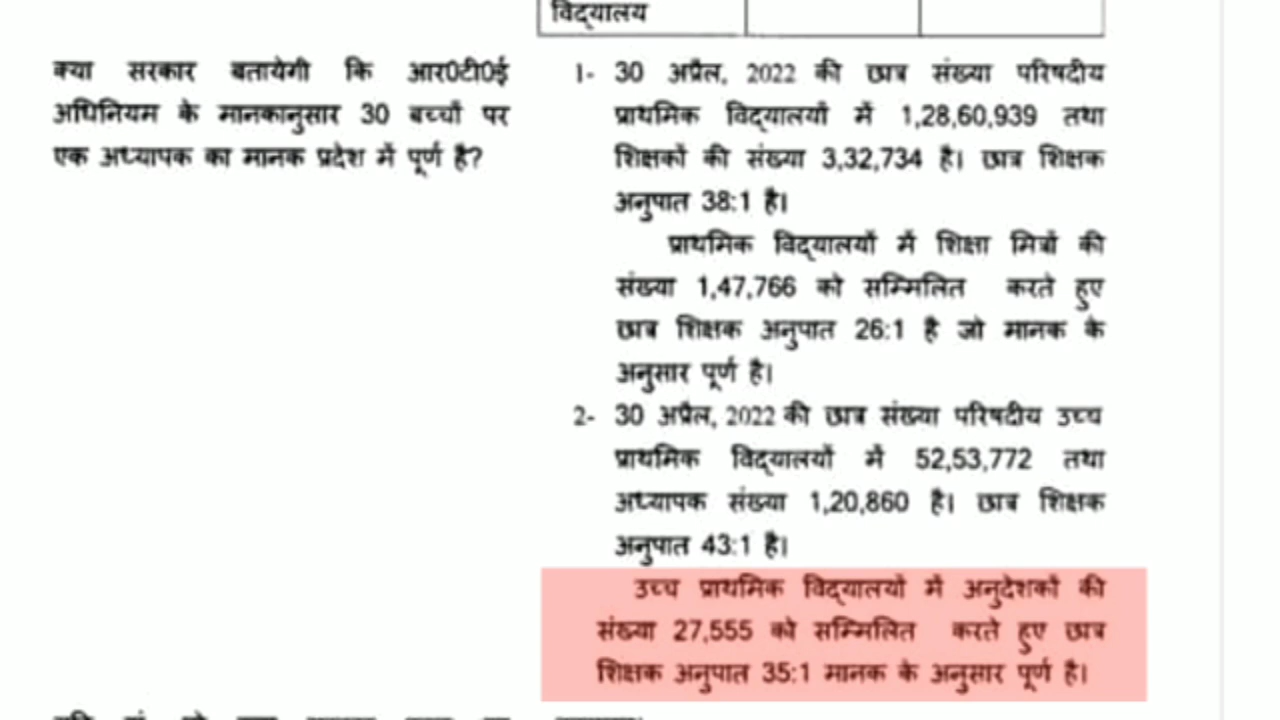 विद्यालय
क्या सरकार बतायेगी कि आर0टी0ई
अधिनियम के मानकानुसार 30 बच्चों पर
एक अध्यापक का मानक प्रदेश में पूर्ण है?
1- 30 अप्रैल, 2022 की छात्र संख्या परिषदीय
प्राथमिक विद्यालयों में 1,28,60,939 तथा
शिक्षकों की संख्या 3,32,734 है। छात्र शिक्षक
अनुपात 38:1 है।
प्राथमिक विद्यालयों में शिक्षा मित्रों की
संख्या 1,47,766 को सम्मिलित करते हुए
छात्र शिक्षक अनुपात 26:1 है जो मानक के
अनुसार पूर्ण है।
2- 30 अप्रैल, 2022 की छात्र संख्या परिषदीय उच्च
प्राथमिक विद्यालयों में 52,53,772 तथा
अध्यापक संख्या 1,20,860 है। छात्र शिक्षक
अनुपात 43:1 है।
उच्च प्राथमिक विद्यालयों में अनुदेशकों की
संख्या 27,555 को सम्मिलित करते हुए छात्र
शिक्षक अनुपात 35:1 मानक के अनुसार पूर्ण है।